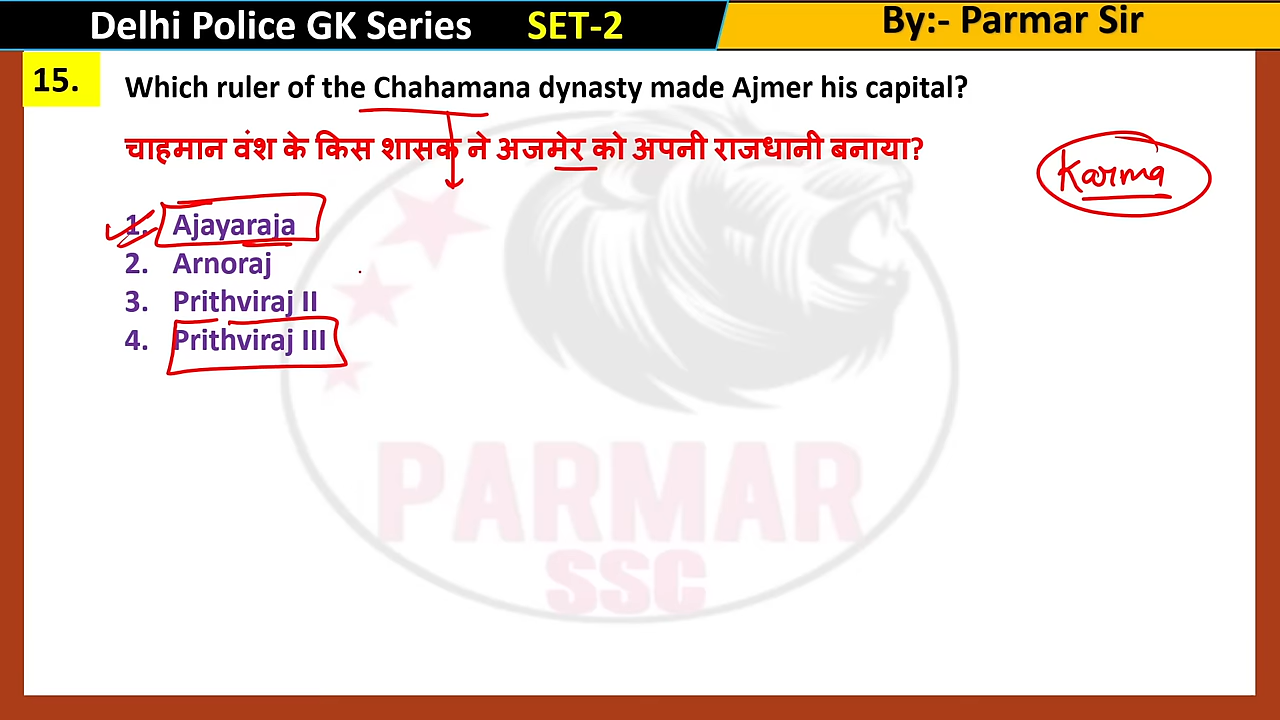 Delhi Police GK Series SET-2 By:- Parmar Sir
15. Which ruler of the Chahamana dynasty made Ajmer his capital?
चाहमान वंश के किस शासक ने अजमेर को अपनी राजधानी बनाया?
Karma
1. Ajayaraja
2. Arnoraj
3. Prithviraj II
4. Prithviraj III
PARMAR
SSC